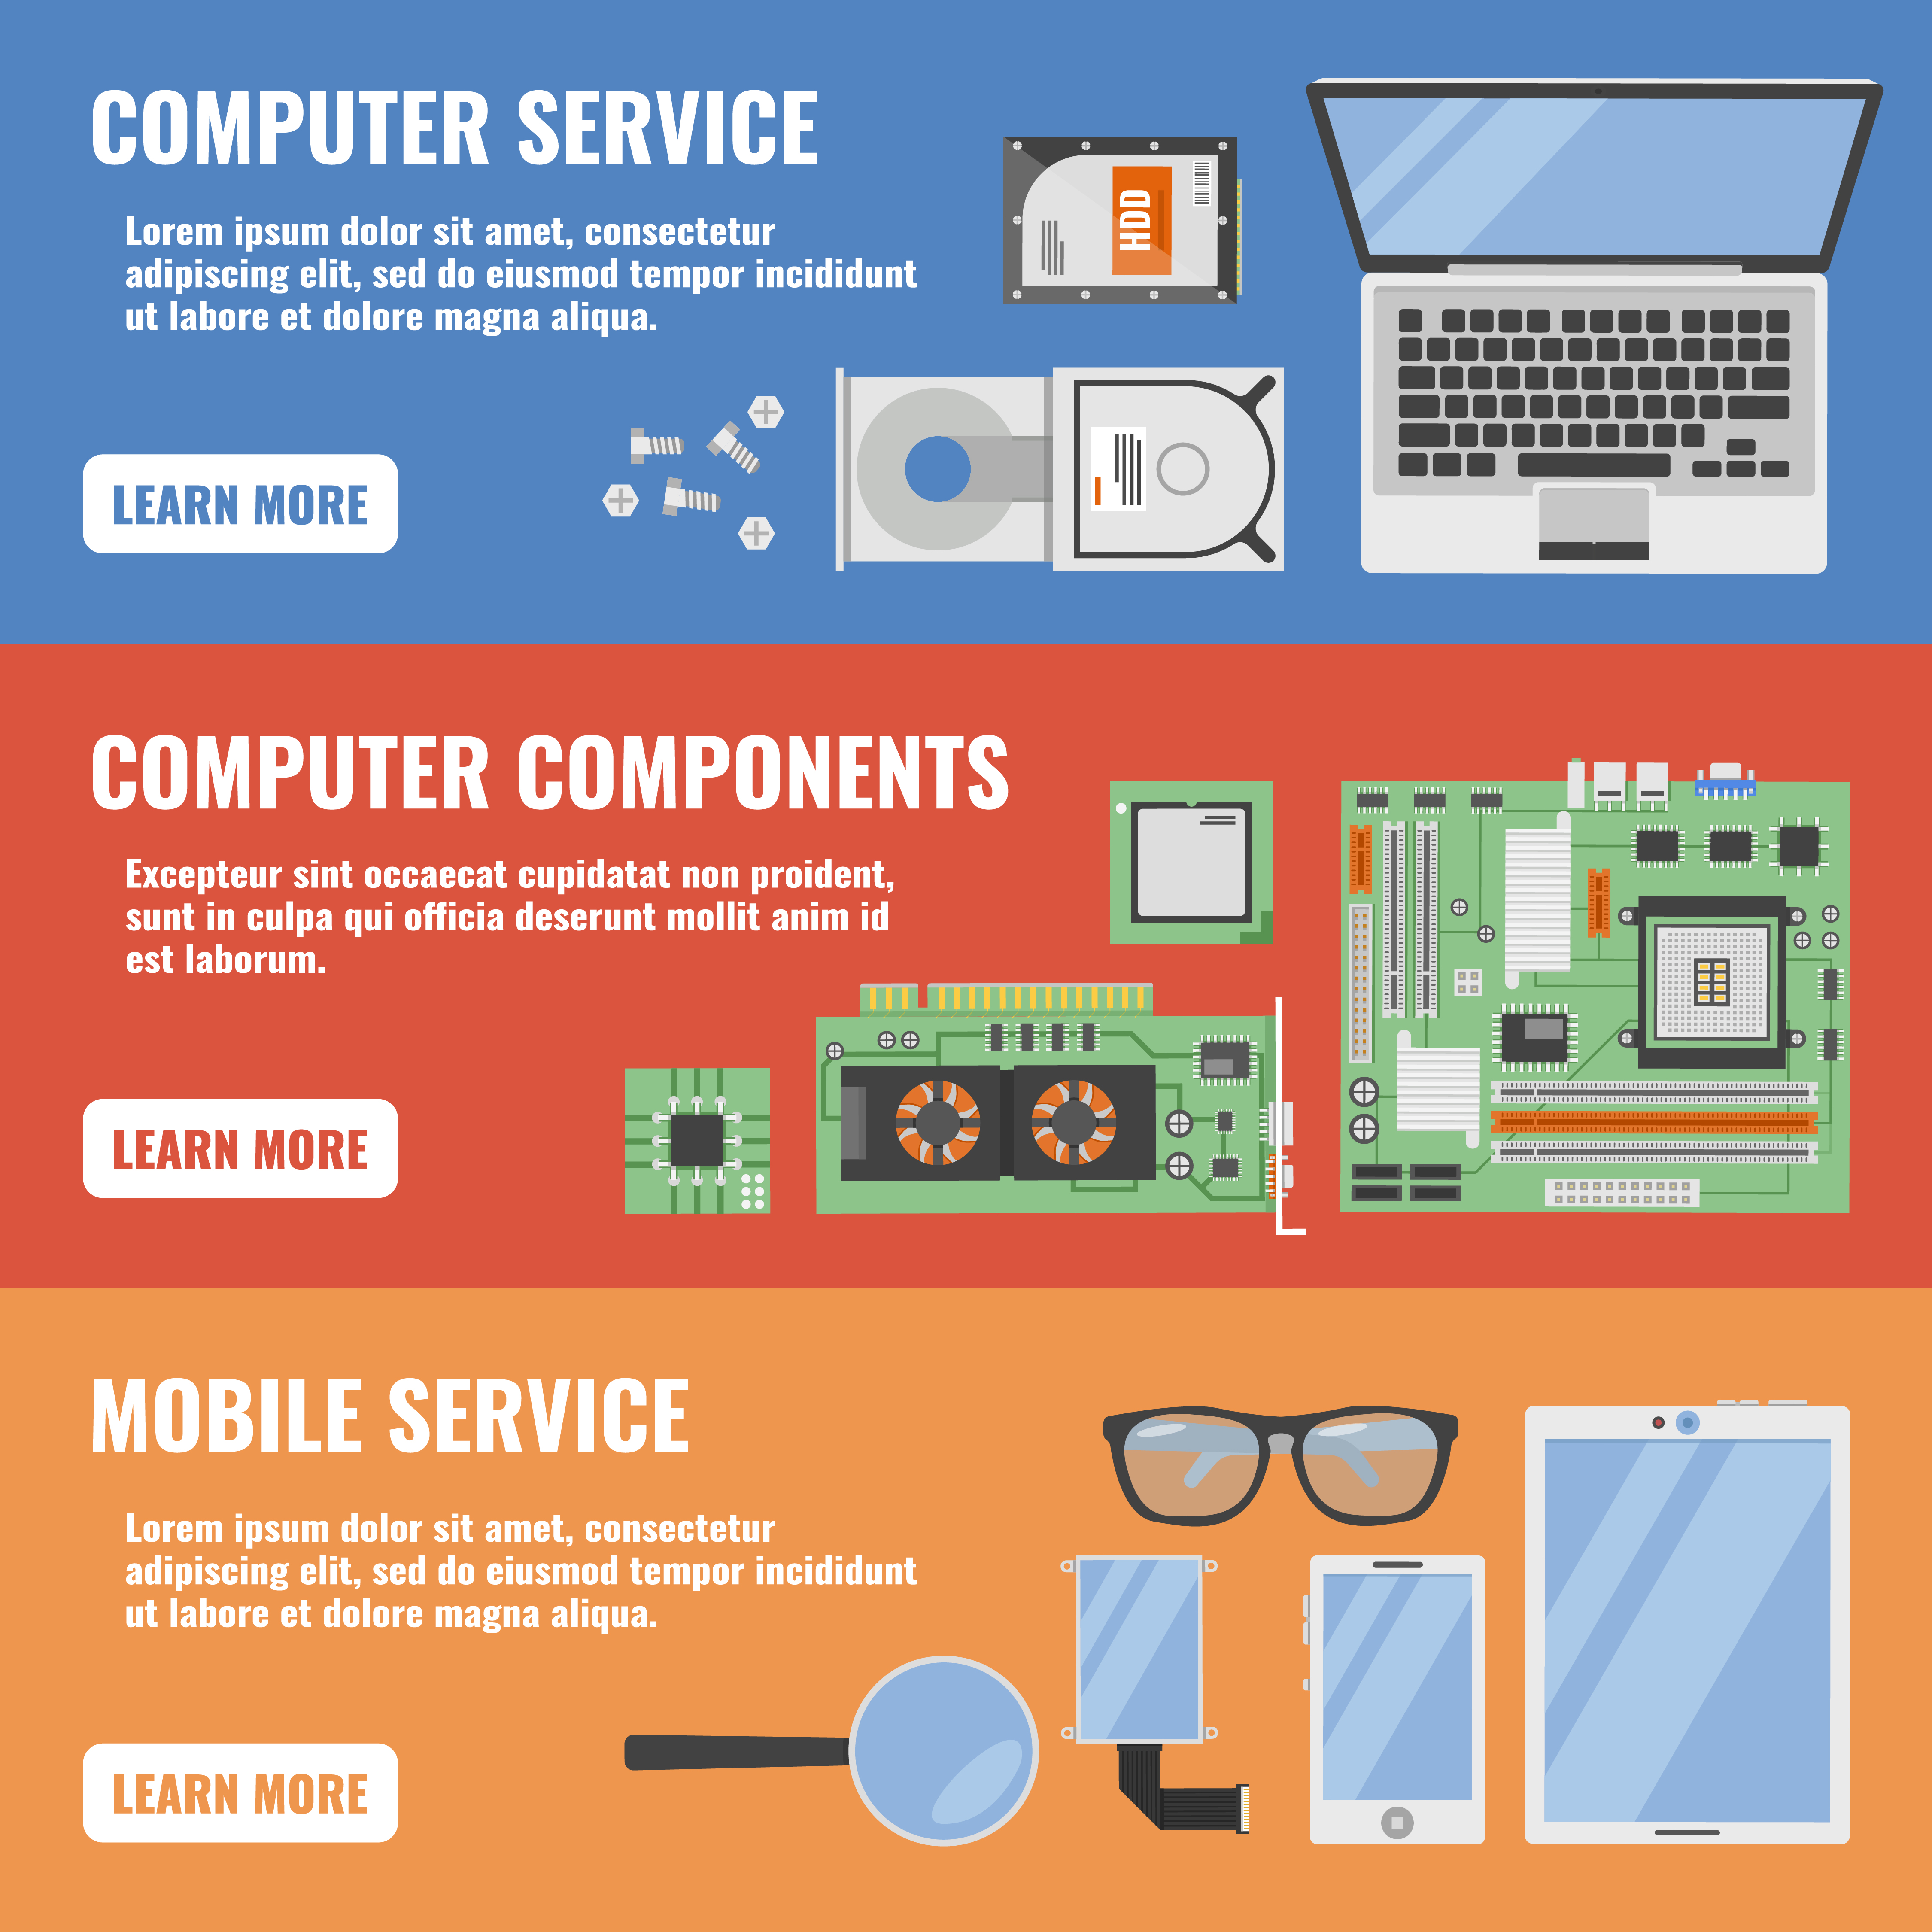 COMPUTER SERVICE
Lorem ipsum dolor sit amet, consectetur
adipiscing elit, sed do eiusmod tempor incididunt
ut labore et dolore magna aliqua.
HDD
LEARN MORE
COMPUTER COMPONENTS
Excepteur sint occaecat cupidatat non proident,
sunt in culpa qui officia deserunt mollit anim id
est laborum.
LEARN MORE
MOBILE SERVICE
Lorem ipsum dolor sit amet, consectetur
adipiscing elit, sed do eiusmod tempor incididunt
ut labore et dolore magna aliqua.
LEARN MORE